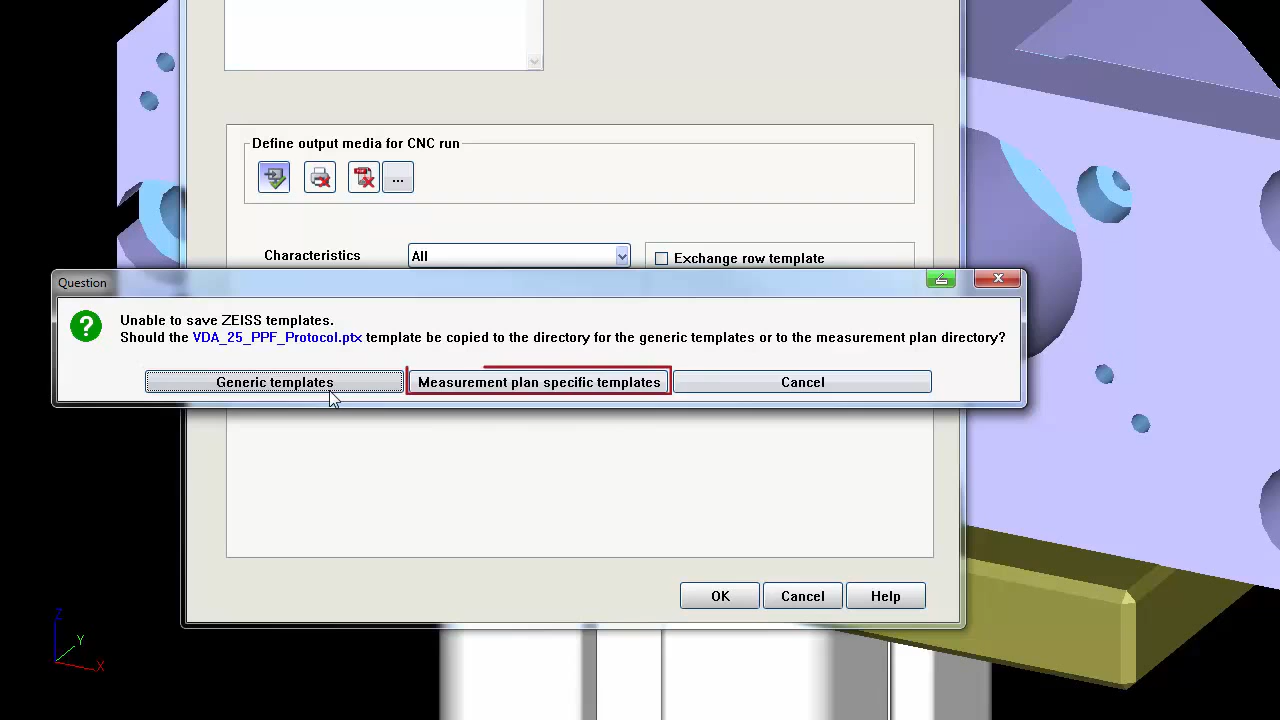 Define output media for CNC run
...
Characteristics
All
Exchange row template
Question
Unable to save ZEISS templates.
Should the VDA_25_PPF_Protocol.ptx template be copied to the directory for the generic templates or to the measurement plan directory?
Generic templates
Measurement plan specific templates
Cancel
OK
Cancel
Help
Z
Y
X